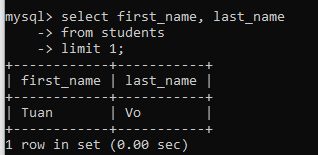 mysql> select first_name, last_name
    -> from students
    -> limit 1;
+------------+-----------+
| first_name | last_name |
+------------+-----------+
| Tuan       | Vo        |
+------------+-----------+
1 row in set (0.00 sec)